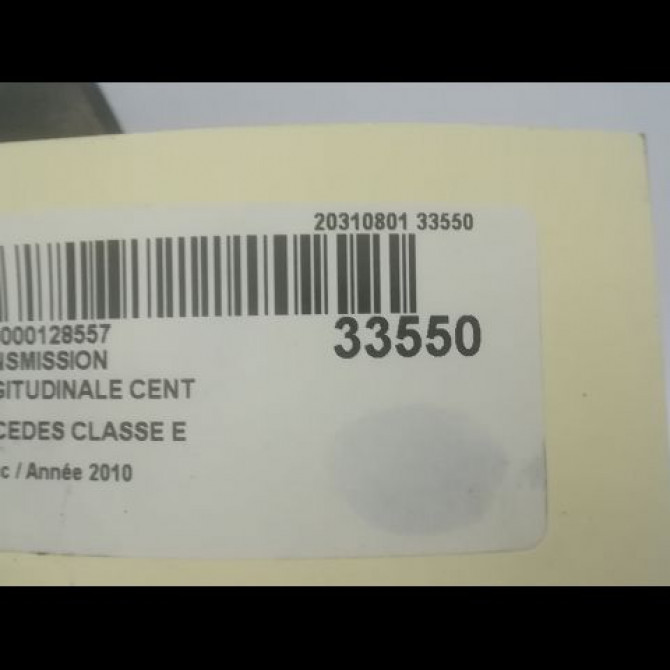 20310801 33550
000128557
33550
NSMISSION
GITUDINALE CENT
CEDES CLASSE E
c / Année 2010